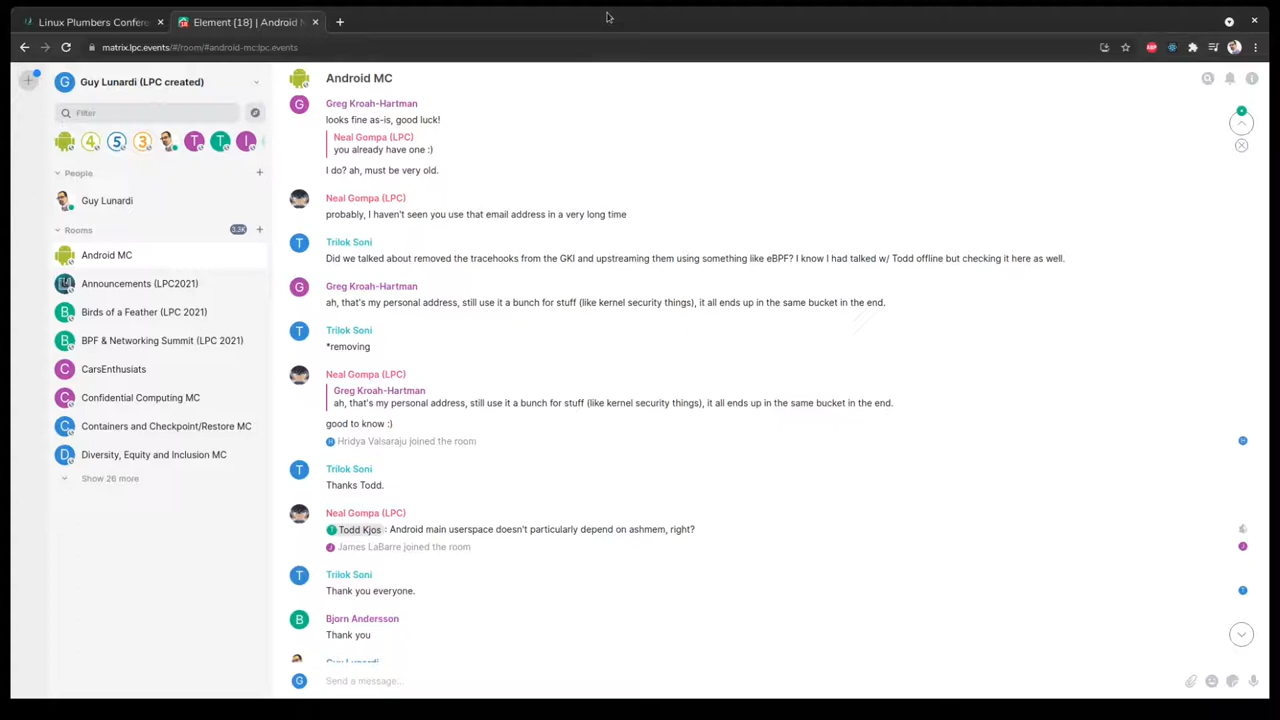 Linux Plumbers Confere
Element [18] | Android M
matrix.lpc.events/#/room/#android-mc:lpc.events
Guy Lunardi (LPC created)
Filter
People
Guy Lunardi
Rooms
3.3K
Android MC
Announcements (LPC2021)
Birds of a Feather (LPC 2021)
BPF & Networking Summit (LPC 2021)
CarsEnthusiats
Confidential Computing MC
Containers and Checkpoint/Restore MC
Diversity, Equity and Inclusion MC
Show 26 more
Android MC
Greg Kroah-Hartman
looks fine as-is, good luck!
Neal Gompa (LPC)
you already have one :)
I do? ah, must be very old.
Neal Gompa (LPC)
probably, I haven't seen you use that email address in a very long time
Trilok Soni
Did we talked about removed the tracehooks from the GKI and upstreaming them using something like eBPF? I know I had talked w/ Todd offline but checking it here as well.
Greg Kroah-Hartman
ah, that's my personal address, still use it a bunch for stuff (like kernel security things), it all ends up in the same bucket in the end.
Trilok Soni
*removing
Neal Gompa (LPC)
Greg Kroah-Hartman
ah, that's my personal address, still use it a bunch for stuff (like kernel security things), it all ends up in the same bucket in the end.
good to know :)
Hridya Valsaraju joined the room
Trilok Soni
Thanks Todd.
Neal Gompa (LPC)
Todd Kjos : Android main userspace doesn't particularly depend on ashmem, right?
James LaBarre joined the room
Trilok Soni
Thank you everyone.
Bjorn Andersson
Thank you
Guy Lunardi
Send a message...